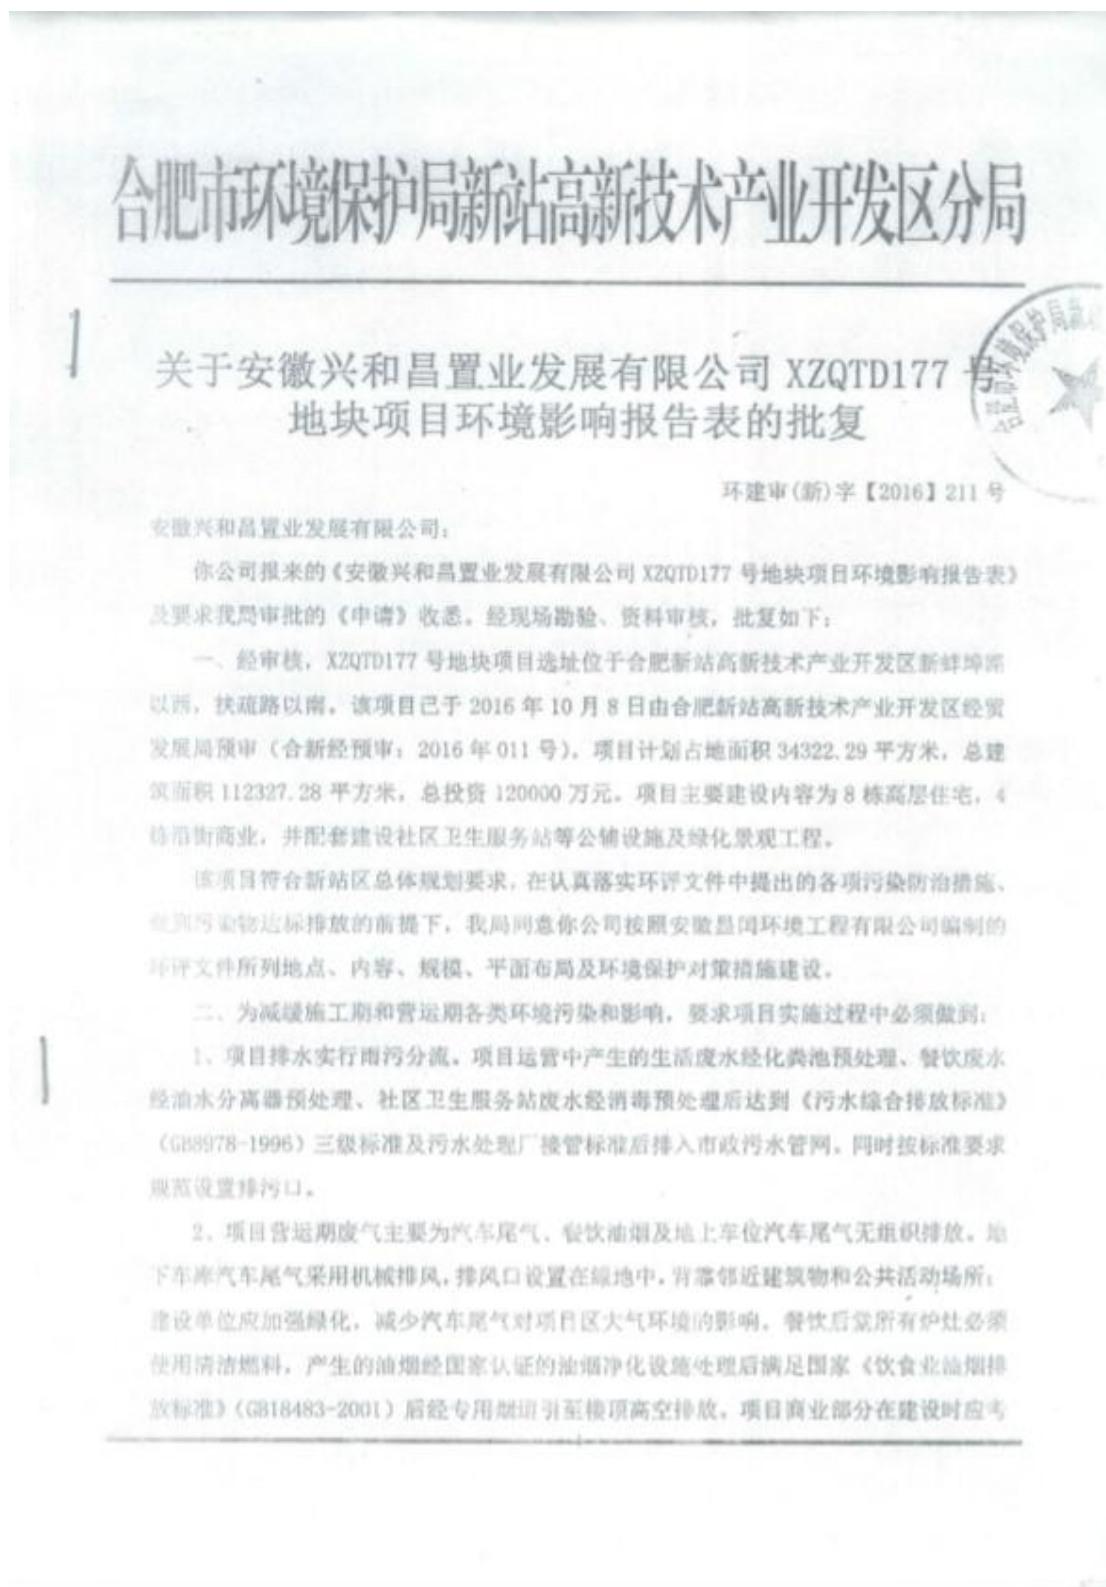 合肥市环境保护局新站高新技术产业开发区分局
关于安徽兴和昌置业发展有限公司 XZQTD177 号
地块项目环境影响报告表的批复
环建审(新)字【2016】211 号
安徽兴和昌置业发展有限公司：
你公司报来的《安徽兴和昌置业发展有限公司 XZQTD177 号地块项目环境影响报告表》
及要求我局审批的《申请》收悉。经现场勘验、资料审核，批复如下：
一、经审核，XZQTD177 号地块项目选址位于合肥新站高新技术产业开发区新蚌埠路
以西，扶疏路以南。该项目已于 2016 年 10 月 8 日由合肥新站高新技术产业开发区经贸
发展局预审（合新经预审：2016 年 011 号）。项目计划占地面积 34322.29 平方米，总建
筑面积 112327.28 平方米，总投资 120000 万元。项目主要建设内容为 8 栋高层住宅，4
栋沿街商业，并配套建设社区卫生服务站等公辅设施及绿化景观工程。
该项目符合新站区总体规划要求，在认真落实环评文件中提出的各项污染防治措施、
做到污染物达标排放的前提下，我局同意你公司按照安徽显闰环境工程有限公司编制的
环评文件所列地点、内容、规模、平面布局及环境保护对策措施建设。
二、为减缓施工期和营运期各类环境污染和影响，要求项目实施过程中必须做到：
1、项目排水实行雨污分流。项目运营中产生的生活废水经化粪池预处理、餐饮废水
经油水分离器预处理、社区卫生服务站废水经消毒预处理后达到《污水综合排放标准》
（GB8978-1996）三级标准及污水处理厂接管标准后排入市政污水管网。同时按标准要求
规范设置排污口。
2、项目营运期废气主要为汽车尾气、餐饮油烟及地上车位汽车尾气无组织排放。地
下车库汽车尾气采用机械排风，排风口设置在绿地中，背靠邻近建筑物和公共活动场所；
建设单位应加强绿化，减少汽车尾气对项目区大气环境的影响。餐饮后堂所有炉灶必须
使用清洁燃料，产生的油烟经国家认证的油烟净化设施处理后满足国家《饮食业油烟排
放标准》（GB18483-2001）后经专用烟道引至楼顶高空排放。项目商业部分在建设时应考
合肥市环境保护局新站